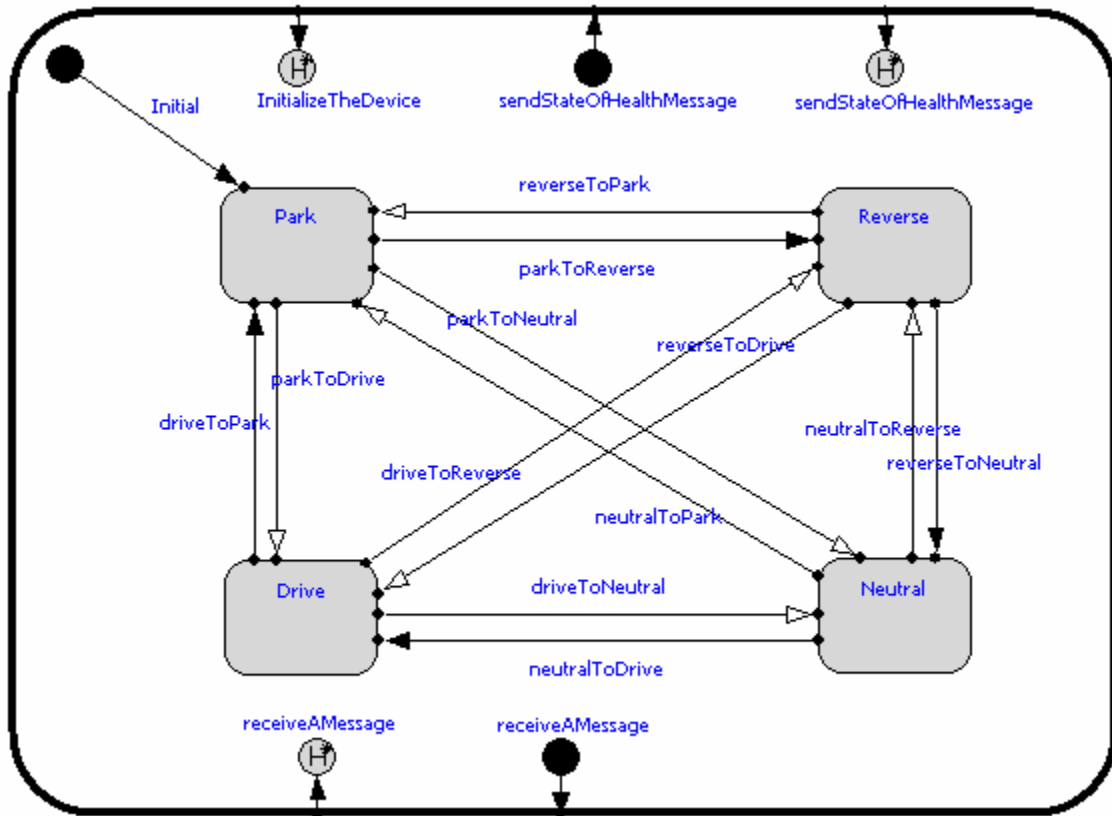 Initial
H*
InitializeTheDevice
sendStateOfHealthMessage
H*
sendStateOfHealthMessage
Park
reverseToPark
Reverse
parkToReverse
parkToNeutral
reverseToDrive
parkToDrive
driveToPark
neutralToReverse
reverseToNeutral
driveToReverse
neutralToPark
Drive
driveToNeutral
Neutral
neutralToDrive
receiveAMessage
receiveAMessage
H*